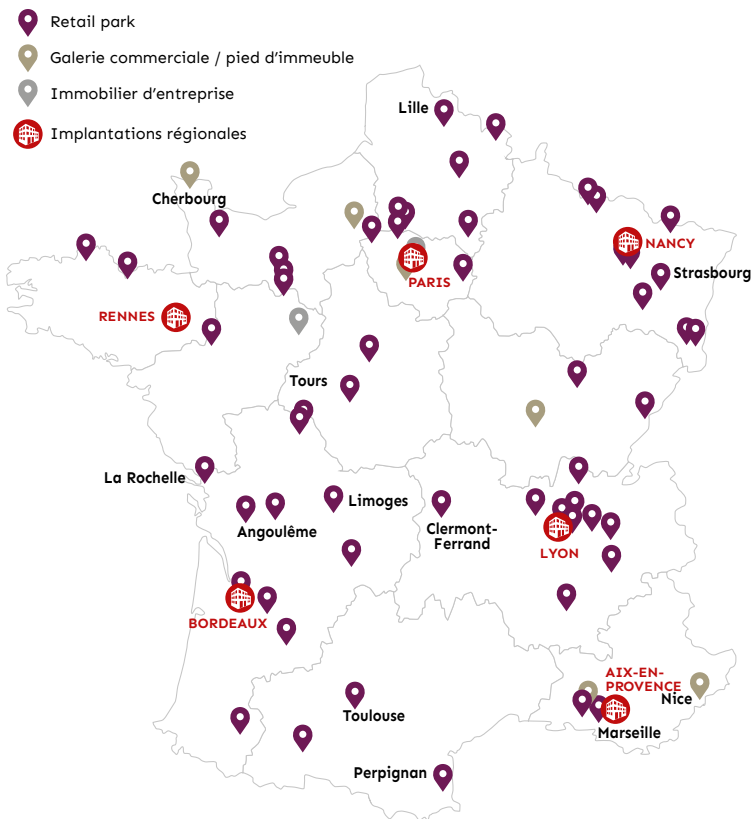 Retail park
Galerie commerciale / pied d’immeuble
Immobilier d’entreprise
Implantations régionales
Lille
Cherbourg
NANCY
PARIS
Strasbourg
RENNES
Tours
La Rochelle
Limoges
Angoulême
Clermont-
Ferrand
LYON
BORDEAUX
AIX-EN-
PROVENCE
Nice
Toulouse
Marseille
Perpignan